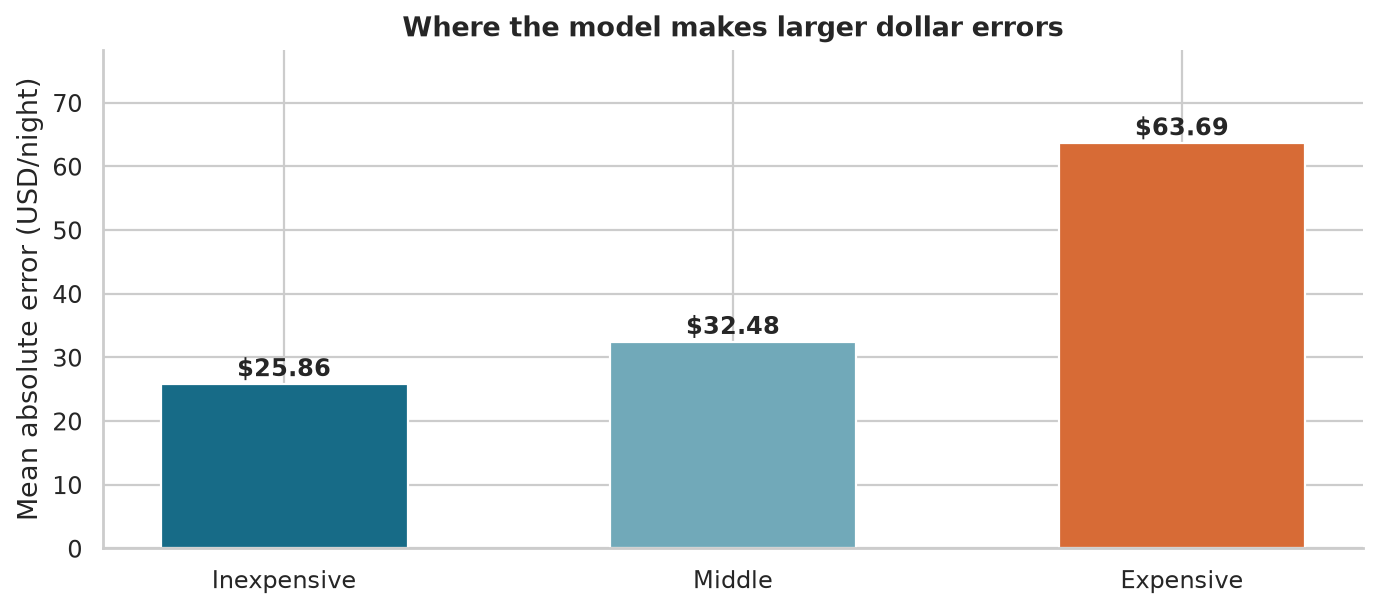 Where the model makes larger dollar errors
Mean absolute error (USD/night)
70
60
50
40
30
20
10
0
$25.86
$32.48
$63.69
Inexpensive
Middle
Expensive